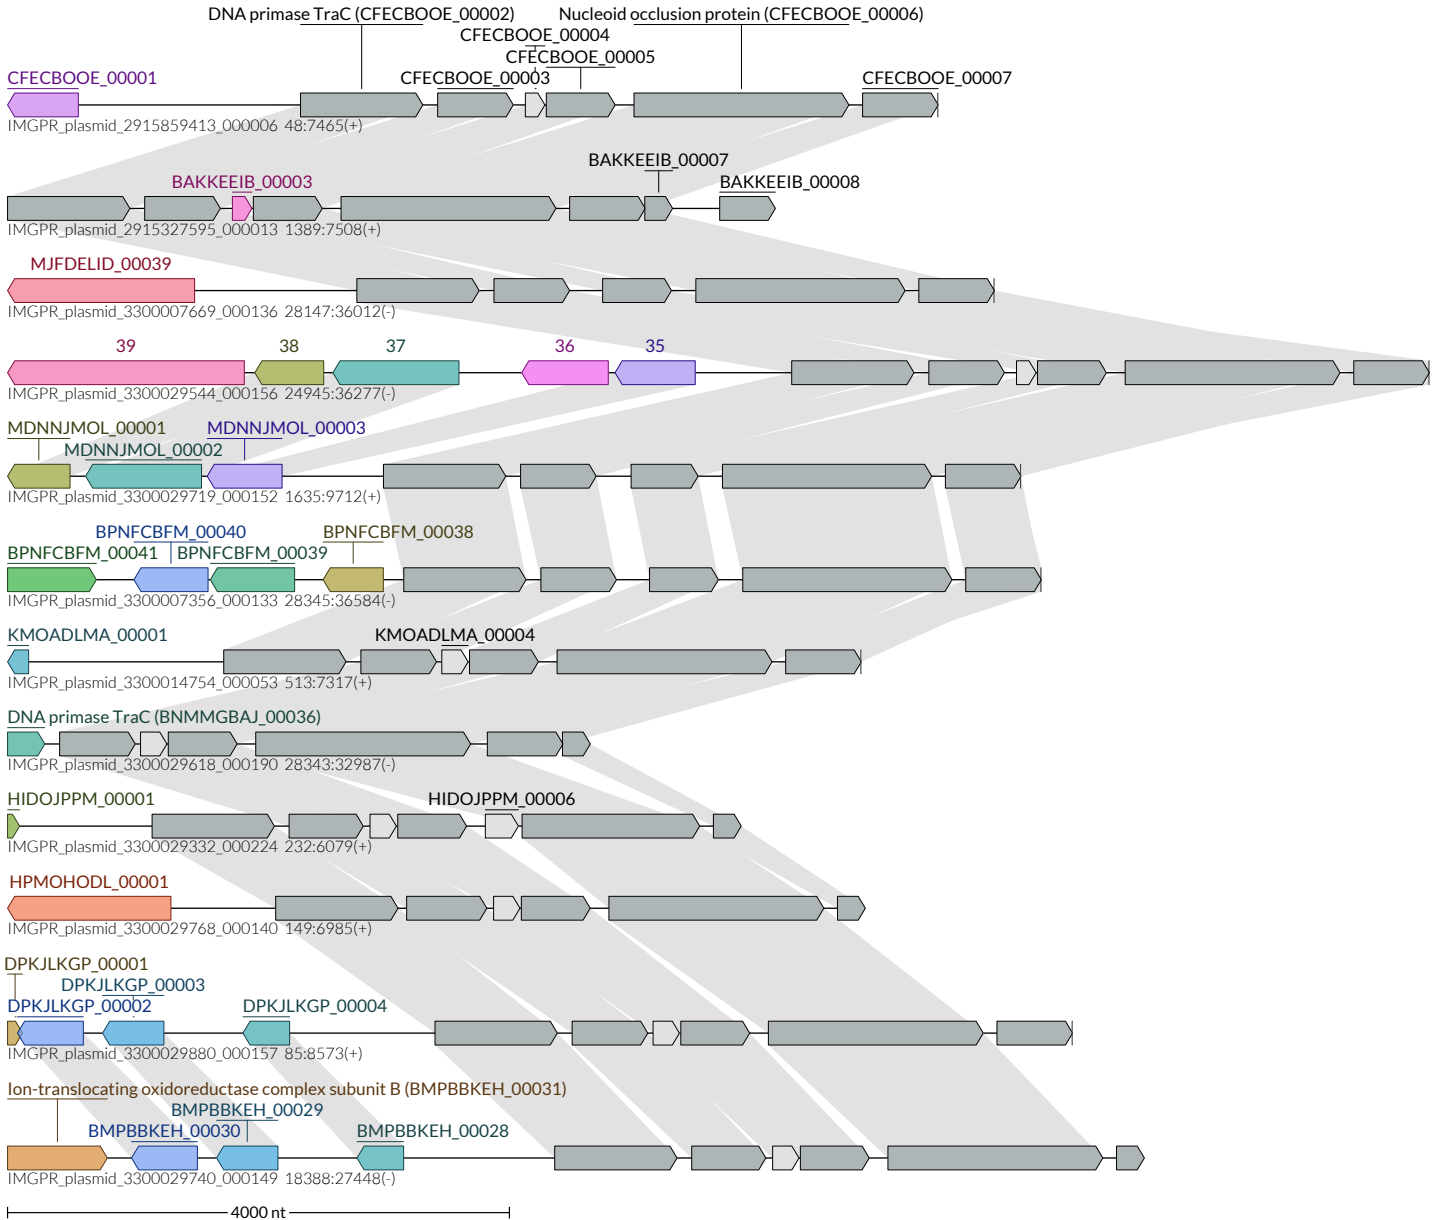 DNA primase TraC (CFECBOOE_00002) Nucleoid occlusion protein (CFECBOOE_00006)
CFECBOOE_00004
CFECBOOE_00005
CFECBOOE_00001 CFECBOOE_00003 CFECBOOE_00007
IMGPR_plasmid_2915859413_000006 48:7465(+)
BAKKEEIB_00007
BAKKEEIB_00003 BAKKEEIB_00008
IMGPR_plasmid_2915327595_000013 1389:7508(+)
MJFDELID_00039
IMGPR_plasmid_3300007669_000136 28147:36012(-)
39 38 37 36 35
IMGPR_plasmid_3300029544_000156 24945:36277(-)
MDNNJMOL_00001 MDNNJMOL_00003
MDNNJMOL_00002
IMGPR_plasmid_3300029719_000152 1635:9712(+)
BPNFCBFM_00040 BPNFCBFM_00038
BPNFCBFM_00041 BPNFCBFM_00039
IMGPR_plasmid_3300007356_000133 28345:36584(-)
KMOADLMA_00001 KMOADLMA_00004
IMGPR_plasmid_3300014754_000053 513:7317(+)
DNA primase TraC (BNMMGBAJ_00036)
IMGPR_plasmid_3300029618_000190 28343:32987(-)
HIDOJPPM_00001 HIDOJPPM_00006
IMGPR_plasmid_3300029332_000224 232:6079(+)
HPMOHODL_00001
IMGPR_plasmid_3300029768_000140 149:6985(+)
DPKJLKGP_00001
DPKJLKGP_00003
DPKJLKGP_00002 DPKJLKGP_00004
IMGPR_plasmid_3300029880_000157 85:8573(+)
Ion-translocating oxidoreductase complex subunit B (BMPBBKEH_00031)
BMPBBKEH_00029
BMPBBKEH_00030 BMPBBKEH_00028
IMGPR_plasmid_3300029740_000149 18388:27448(-)
4000 nt